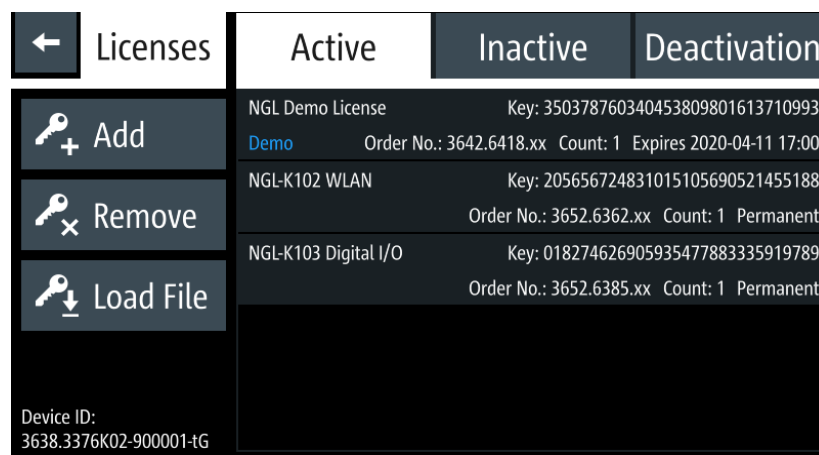 Licenses
Active
Inactive
Deactivation
Add
Remove
Load File
Device ID:
3638.3376K02-900001-tG
NGL Demo License Key: 350378760340453809801613710993
Demo Order No.: 3642.6418.xx Count: 1 Expires 2020-04-11 17:00
NGL-K102 WLAN Key: 205656724831015105690521455188
Order No.: 3652.6362.xx Count: 1 Permanent
NGL-K103 Digital I/O Key: 018274626905935477883335919789
Order No.: 3652.6385.xx Count: 1 Permanent